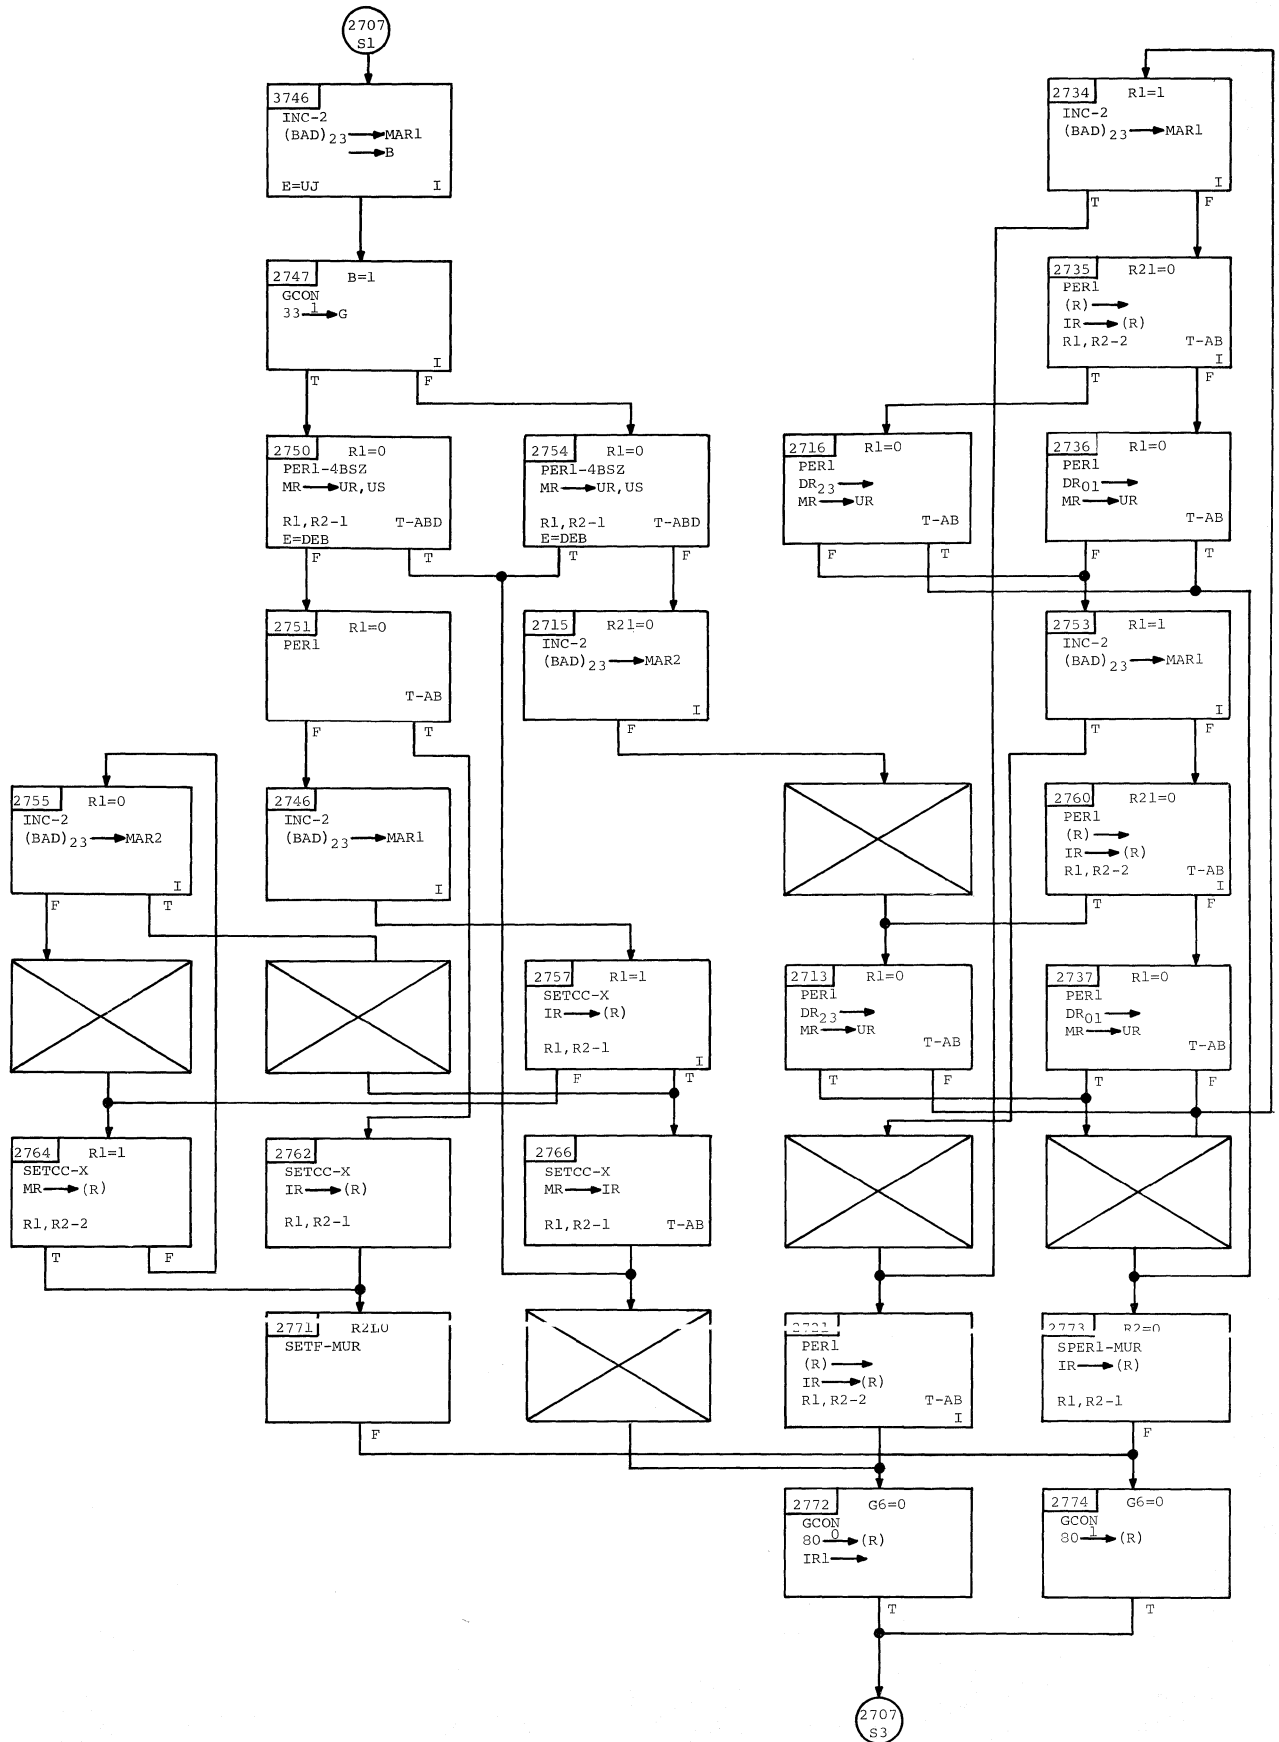 2707
S1
3746
INC-2
(BAD)23 MAR1
B
E=UJ I
2747 B=1
GCON
33 1 G
I
T F
2750 R1=0
PER1-4BSZ
MR UR,US
R1,R2-1 T-ABD
E=DEB
F T
2754 R1=0
PER1-4BSZ
MR UR,US
R1,R2-1 T-ABD
E=DEB
T F
2751 R1=0
PER1
T-AB
F T
2715 R21=0
INC-2
(BAD)23 MAR2
I
F
2755 R1=0
INC-2
(BAD)23 MAR2
I
F T
2746
INC-2
(BAD)23 MAR1
I
2757 R1=1
SETCC-X
IR (R)
R1,R2-1
I
F T
2764 R1=1
SETCC-X
MR (R)
R1,R2-2
T F
2762
SETCC-X
IR (R)
R1,R2-1
2766
SETCC-X
MR IR
R1,R2-1 T-AB
2771
SETF-MUR
F
2734 R1=1
INC-2
(BAD)23 MAR1
I
T F
2735 R21=0
PER1
(R)
IR (R)
R1,R2-2 T-AB
I
T F
2716 R1=0
PER1
DR23
MR UR
T-AB
F T
2736 R1=0
PER1
DR01
MR UR
T-AB
F T
2753 R1=1
INC-2
(BAD)23 MAR1
I
T F
2760 R21=0
PER1
(R)
IR (R)
R1,R2-2 T-AB
I
T F
2713 R1=0
PER1
DR23
MR UR
T-AB
T F
2737 R1=0
PER1
DR01
MR UR
T-AB
T F
PER1
(R)
IR (R)
R1,R2-2 T-AB
I
2773 R2=0
SPER1-MUR
IR (R)
R1,R2-1
F
2772 G6=0
GCON
80 0 (R)
IR1
T
2774 G6=0
GCON
80 1 (R)
T
2707
S3